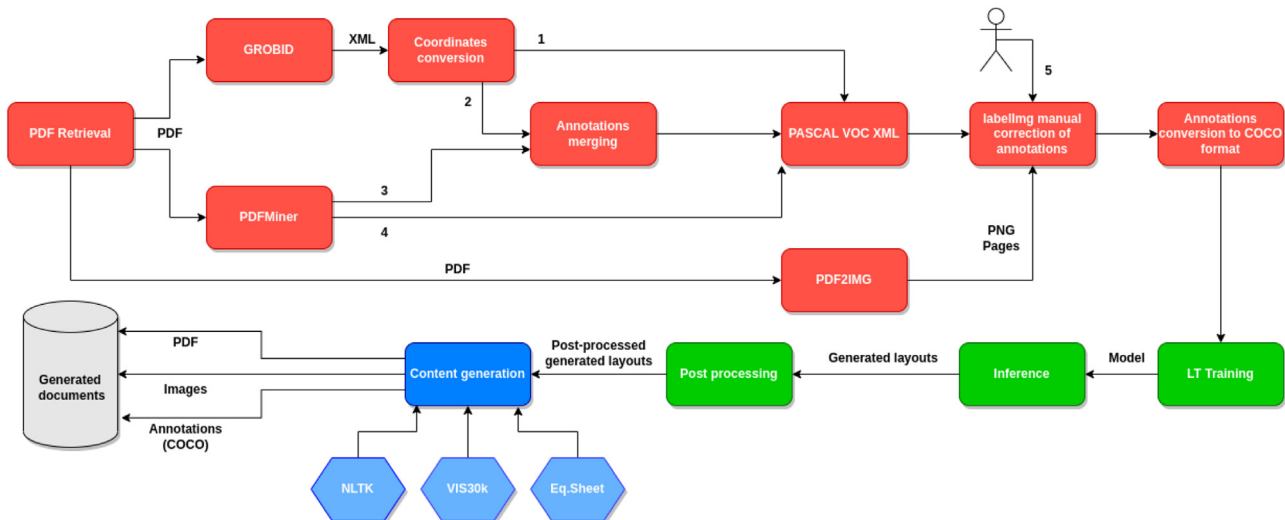 GROBID
XML
Coordinates
conversion
1
5
2
PDF Retrieval
PDF
Annotations
merging
PASCAL VOC XML
labelImg manual
correction of
annotations
Annotations
conversion to COCO
format
3
PDFMiner
4
PNG
Pages
PDF
PDF2IMG
PDF
Generated
documents
Images
Annotations
(COCO)
Content generation
Post-processed
generated layouts
Post processing
Generated layouts
Inference
Model
LT Training
NLTK
VIS30k
Eq.Sheet